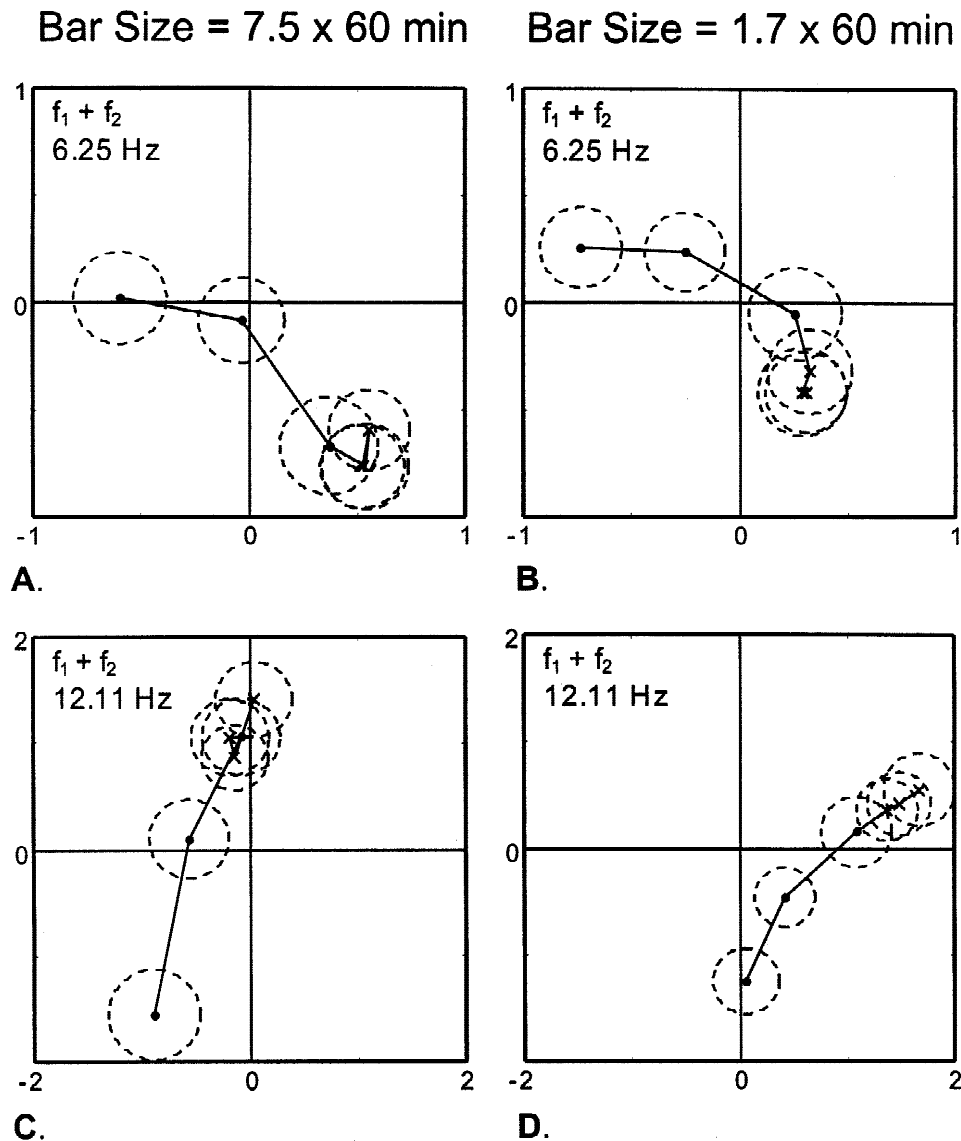 Bar Size = 7.5 x 60 min
Bar Size = 1.7 x 60 min
1
f₁ + f₂
6.25 Hz
0
-1
0
1
A.
1
f₁ + f₂
6.25 Hz
0
-1
0
1
B.
2
f₁ + f₂
12.11 Hz
0
-2
0
2
C.
2
f₁ + f₂
12.11 Hz
0
-2
0
2
D.